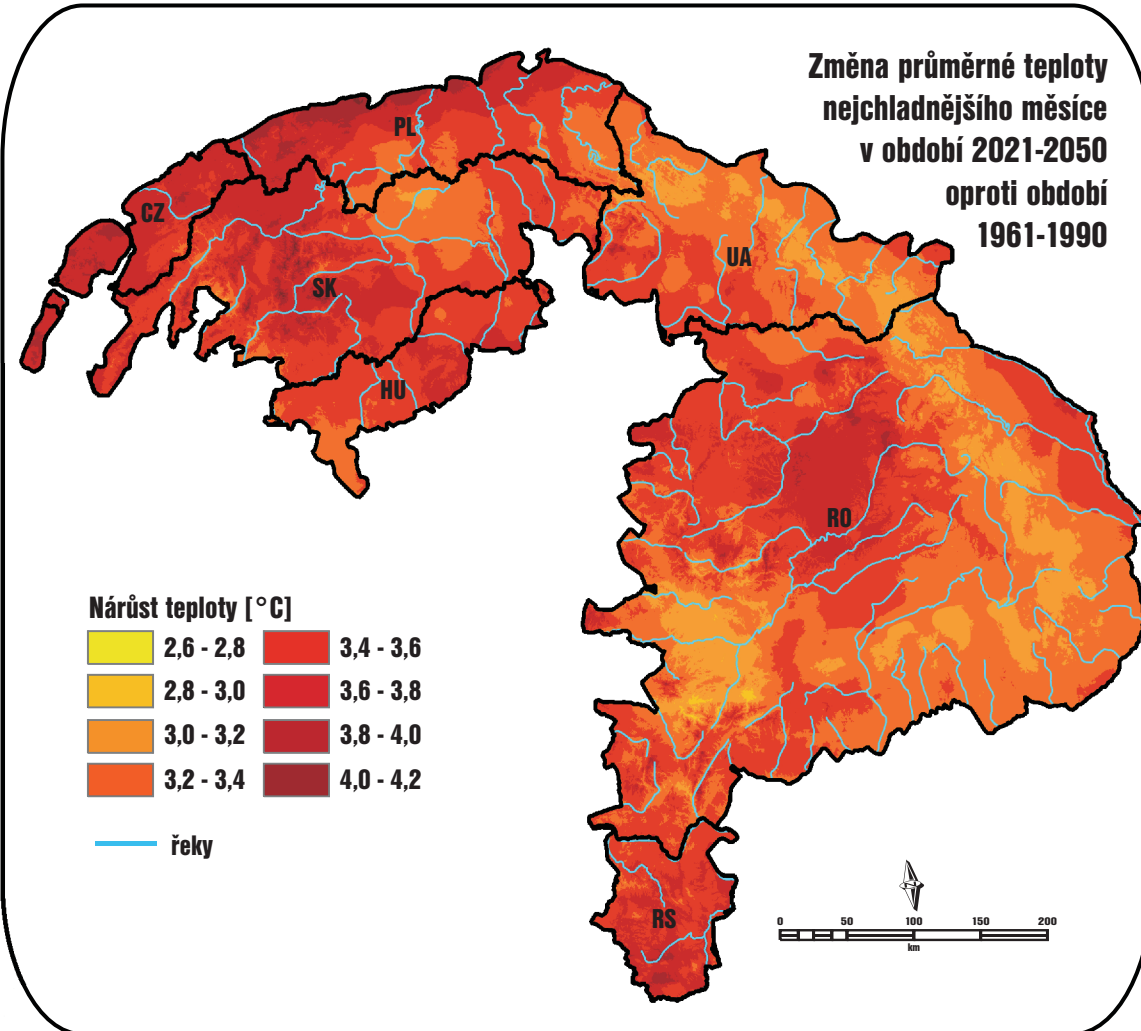 Změna průměrné teploty
nejchladnějšího měsíce
v období 2021-2050
oproti období
1961-1990
PL
CZ
UA
SK
HU
RO
RS
Nárůst teploty [°C]
2,6 - 2,8
3,4 - 3,6
2,8 - 3,0
3,6 - 3,8
3,0 - 3,2
3,8 - 4,0
3,2 - 3,4
4,0 - 4,2
řeky
0 50 100 150 200
km